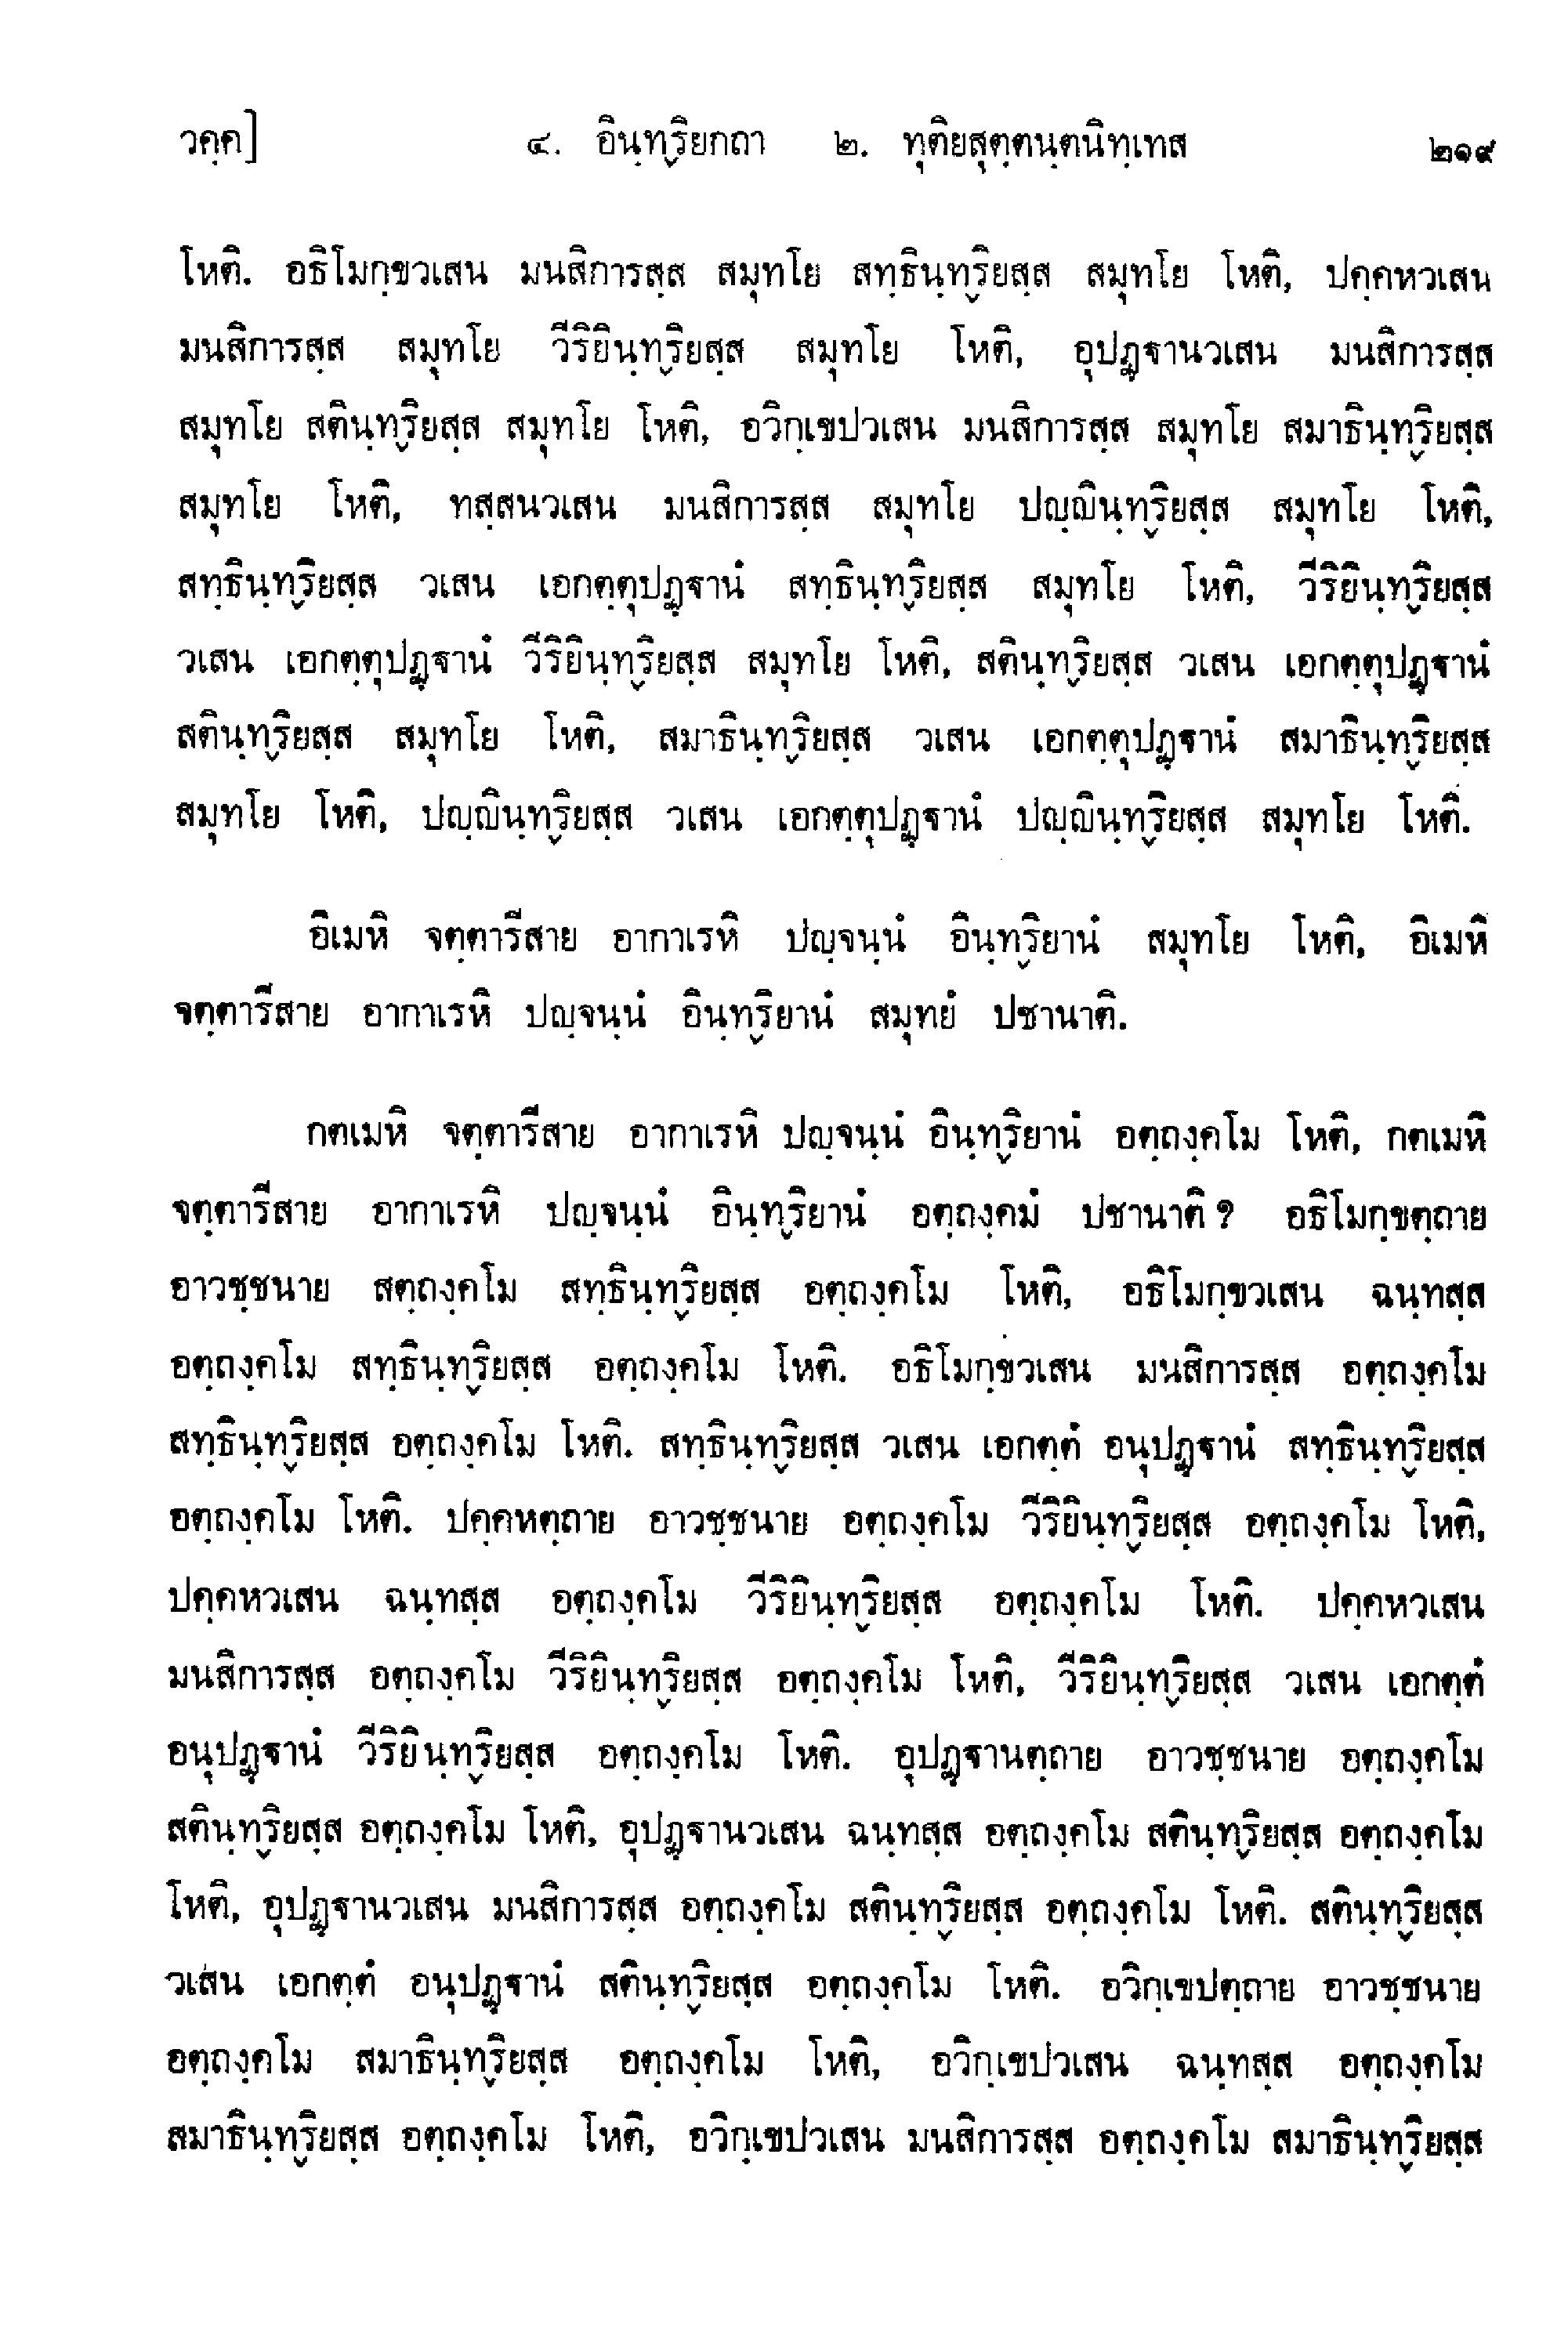 วคฺค]	๔. อินฺทฺริยกถา ๒. ทุติยสุตฺตนฺตนิทฺเทส	๒๑๙
โหติ. อธิโมกฺขวเสน มนสิการสฺส สมุทโย สทฺธินฺทฺริยสฺส สมุทโย โหติ, ปคฺคหวเสน
มนสิการสฺส สมุทโย วีริยินฺทฺริยสฺส สมุทโย โหติ, อุปฏฺฐานวเสน มนสิการสฺส
สมุทโย สตินฺทฺริยสฺส สมุทโย โหติ, อวิกฺเขปวเสน มนสิการสฺส สมุทโย สมาธินฺทฺริยสฺส
สมุทโย โหติ, ทสฺสนวเสน มนสิการสฺส สมุทโย ปญฺญินฺทฺริยสฺส สมุทโย โหติ,
สทฺธินฺทฺริยสฺส วเสน เอกตฺตุปฏฺฐานํ สทฺธินฺทฺริยสฺส สมุทโย โหติ, วีริยินฺทฺริยสฺส
วเสน เอกตฺตุปฏฺฐานํ วีริยินฺทฺริยสฺส สมุทโย โหติ, สตินฺทฺริยสฺส วเสน เอกตฺตุปฏฺฐานํ
สตินฺทฺริยสฺส สมุทโย โหติ, สมาธินฺทฺริยสฺส วเสน เอกตฺตุปฏฺฐานํ สมาธินฺทฺริยสฺส
สมุทโย โหติ, ปญฺญินฺทฺริยสฺส วเสน เอกตฺตุปฏฺฐานํ ปญฺญินฺทฺริยสฺส สมุทโย โหติ.
อิเมหิ จตฺตารีสาย อากาเรหิ ปญฺจนฺนํ อินฺทฺริยานํ สมุทโย โหติ, อิเมหิ
จตฺตารีสาย อากาเรหิ ปญฺจนฺนํ อินฺทฺริยานํ สมุทยํ ปชานาติ.
กตเมหิ จตฺตารีสาย อากาเรหิ ปญฺจนฺนํ อินฺทฺริยานํ อตฺถงฺคโม โหติ, กตเมหิ
จตฺตารีสาย อากาเรหิ ปญฺจนฺนํ อินฺทฺริยานํ อตฺถงฺคมํ ปชานาติ ? อธิโมกฺขตฺถาย
อาวชฺชนาย สตฺถงฺคโม สทฺธินฺทฺริยสฺส อตฺถงฺคโม โหติ, อธิโมกฺขวเสน ฉนฺทสฺส
อตฺถงฺคโม สทฺธินฺทฺริยสฺส อตฺถงฺคโม โหติ. อธิโมกฺขวเสน มนสิการสฺส อตฺถงฺคโม
สทฺธินฺทฺริยสฺส อตฺถงฺคโม โหติ. สทฺธินฺทฺริยสฺส วเสน เอกตฺตํ อนุปฏฺฐานํ สทฺธินฺทฺริยสฺส
อตฺถงฺคโม โหติ. ปคฺคหตฺถาย อาวชฺชนาย อตฺถงฺคโม วีริยินฺทฺริยสฺส อตฺถงฺคโม โหติ,
ปคฺคหวเสน ฉนฺทสฺส อตฺถงฺคโม วีริยินฺทฺริยสฺส อตฺถงฺคโม โหติ. ปคฺคหวเสน
มนสิการสฺส อตฺถงฺคโม วีริยินฺทฺริยสฺส อตฺถงฺคโม โหติ, วีริยินฺทฺริยสฺส วเสน เอกตฺตํ
อนุปฏฺฐานํ วีริยินฺทฺริยสฺส อตฺถงฺคโม โหติ. อุปฏฺฐานตฺถาย อาวชฺชนาย อตฺถงฺคโม
สตินฺทฺริยสฺส อตฺถงฺคโม โหติ, อุปฏฺฐานวเสน ฉนฺทสฺส อตฺถงฺคโม สตินฺทฺริยสฺส อตฺถงฺคโม
โหติ, อุปฏฺฐานวเสน มนสิการสฺส อตฺถงฺคโม สตินฺทฺริยสฺส อตฺถงฺคโม โหติ. สตินฺทฺริยสฺส
วเสน เอกตฺตํ อนุปฏฺฐานํ สตินฺทฺริยสฺส อตฺถงฺคโม โหติ. อวิกฺเขปตฺถาย อาวชฺชนาย
อตฺถงฺคโม สมาธินฺทฺริยสฺส อตฺถงฺคโม โหติ, อวิกฺเขปวเสน ฉนฺทสฺส อตฺถงฺคโม
สมาธินฺทฺริยสฺส อตฺถงฺคโม โหติ, อวิกฺเขปวเสน มนสิการสฺส อตฺถงฺคโม สมาธินฺทฺริยสฺส